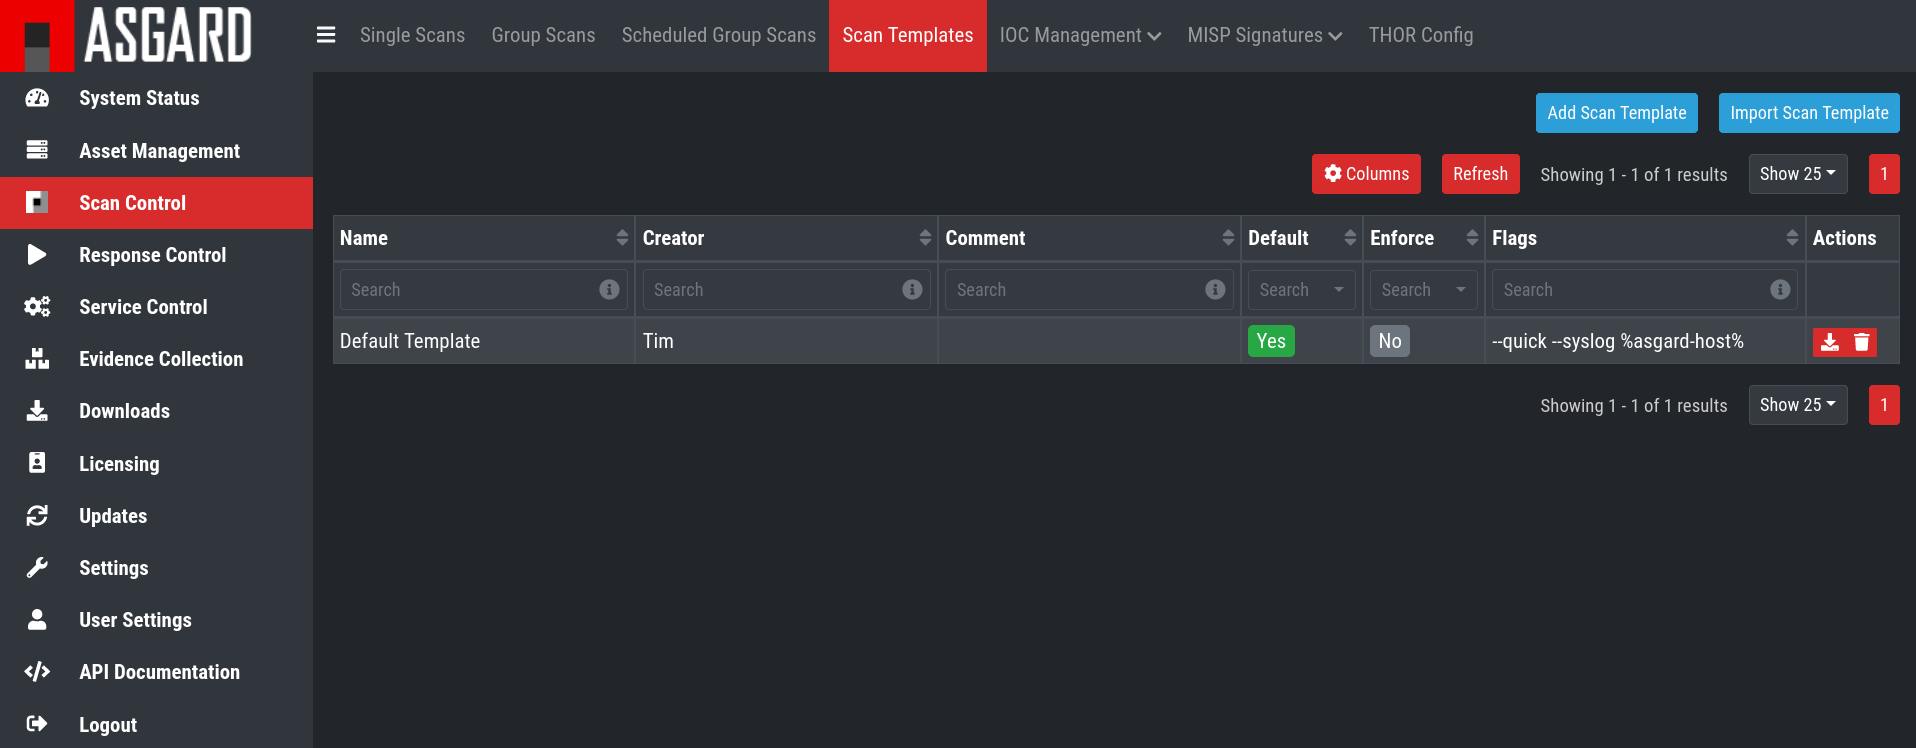 ASGARD
Single Scans Group Scans Scheduled Group Scans Scan Templates IOC Management MISP Signatures THOR Config
System Status
Asset Management
Scan Control
Response Control
Service Control
Evidence Collection
Downloads
Licensing
Updates
Settings
User Settings
API Documentation
Logout
Add Scan Template Import Scan Template
Columns Refresh Showing 1 - 1 of 1 results Show 25 1
Name Creator Comment Default Enforce Flags Actions
Search Search Search Search Search Search
Default Template Tim Yes No --quick --syslog %asgard-host%
Showing 1 - 1 of 1 results Show 25 1